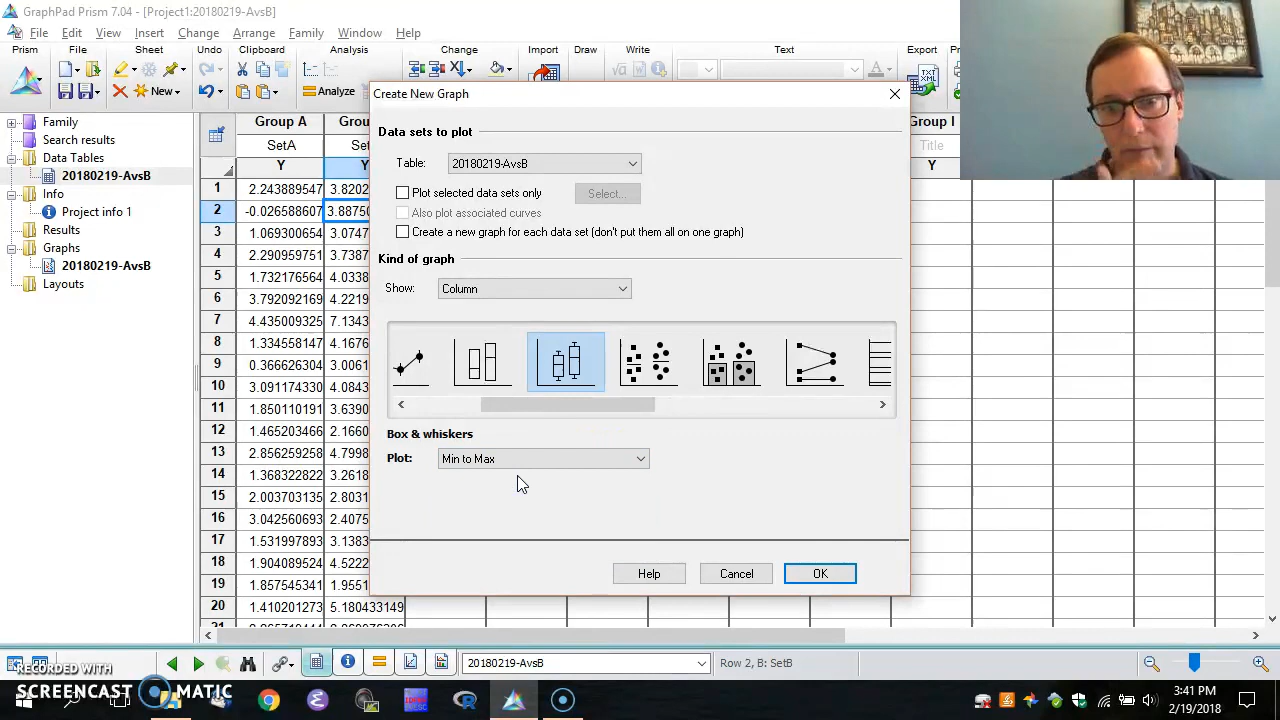 GraphPad Prism 7.04 - [Project1:20180219-AvsB]
File Edit View Insert Change Arrange Family Window Help
Prism File Sheet Undo Clipboard Analysis Change Import Draw Write Text Export
New Analyze
Family
Search results
Data Tables
20180219-AvsB
Info
Project info 1
Results
Graphs
20180219-AvsB
Layouts
Group A Group I
SetA Title
Y Y Y
1 2.243889547
2 -0.026588607
3 1.069300654
4 2.290959751
5 1.732176564
6 3.792092169
7 4.435009325
8 1.334558147
9 0.366626304
10 3.091174330
11 1.850110191
12 1.465203466
13 2.856259258
14 1.368322822
15 2.003703135
16 3.042560693
17 1.531997893
18 1.904089524
19 1.857545341
20 1.410201273 5.180433149
Create New Graph
Data sets to plot
Table: 20180219-AvsB
Plot selected data sets only Select...
Also plot associated curves
Create a new graph for each data set (don't put them all on one graph)
Kind of graph
Show: Column
Box & whiskers
Plot: Min to Max
Help Cancel OK
20180219-AvsB Row 2, B: SetB
RECORDED WITH
SCREENCAST MATIC
3:41 PM
2/19/2018